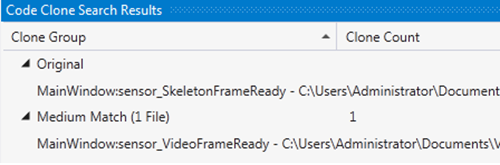 Code Clone Search Results
Clone Group Clone Count
Original
MainWindow:sensor_SkeletonFrameReady - C:\Users\Administrator\Document
Medium Match (1 File) 1
MainWindow:sensor_VideoFrameReady - C:\Users\Administrator\Documents\V